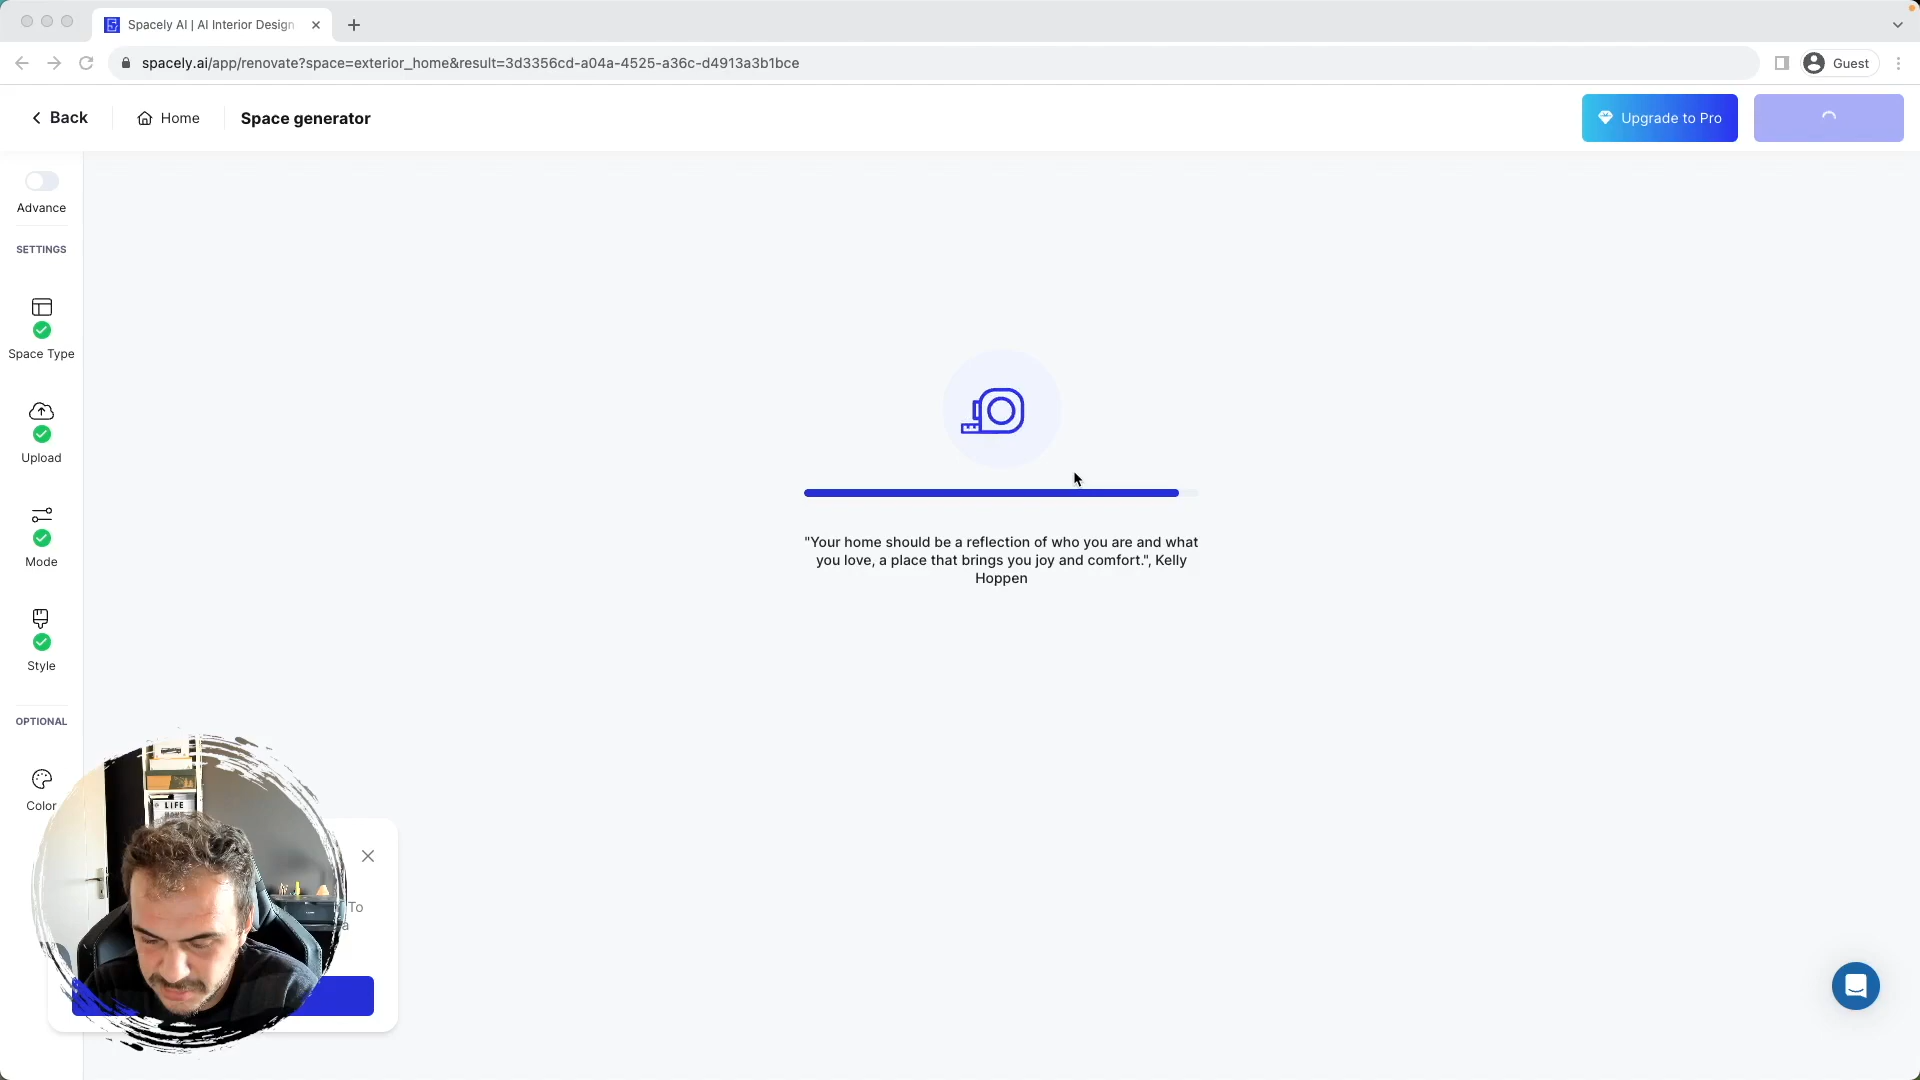 Spacely AI | AI Interior Design
spacely.ai/app/renovate?space=exterior_home&result=3d3356cd-a04a-4525-a36c-d4913a3b1bce
Guest
Back
Home
Space generator
Upgrade to Pro
Advance
SETTINGS
Space Type
Upload
Mode
Style
OPTIONAL
Color
"Your home should be a reflection of who you are and what
you love, a place that brings you joy and comfort.", Kelly
Hoppen
LIFE
To
a